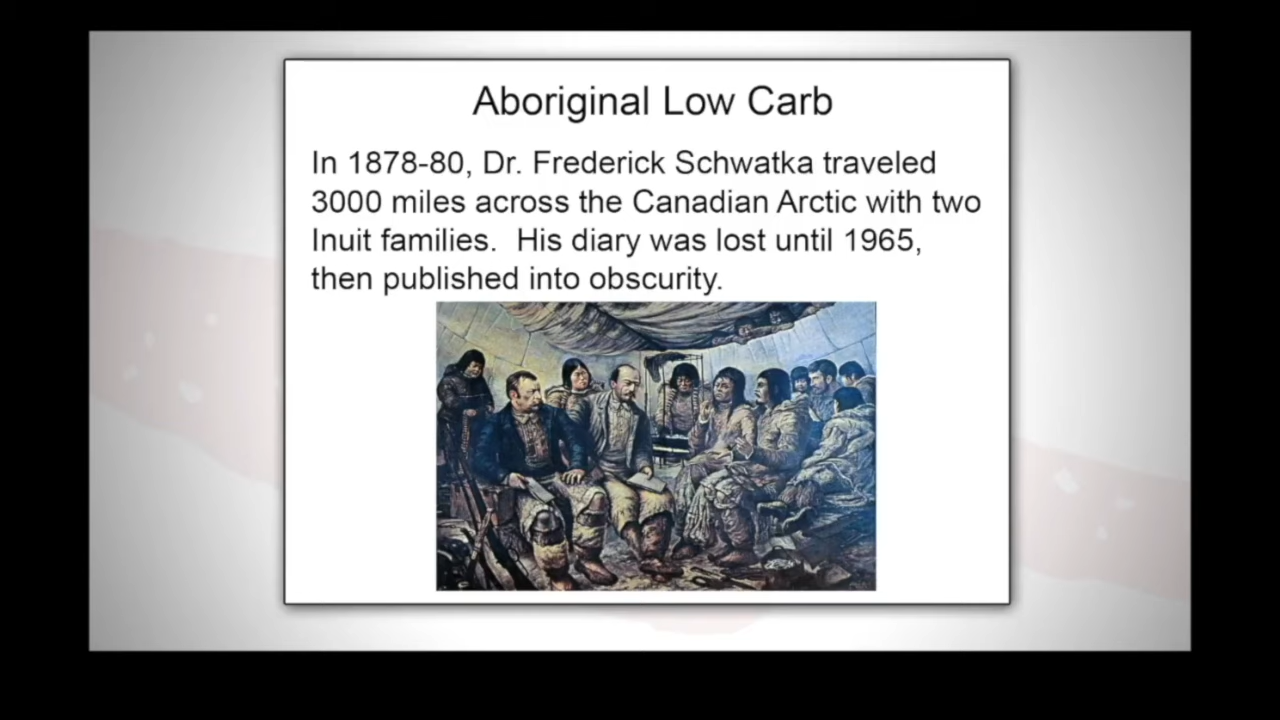 Aboriginal Low Carb
In 1878-80, Dr. Frederick Schwatka traveled
3000 miles across the Canadian Arctic with two
Inuit families.  His diary was lost until 1965,
then published into obscurity.